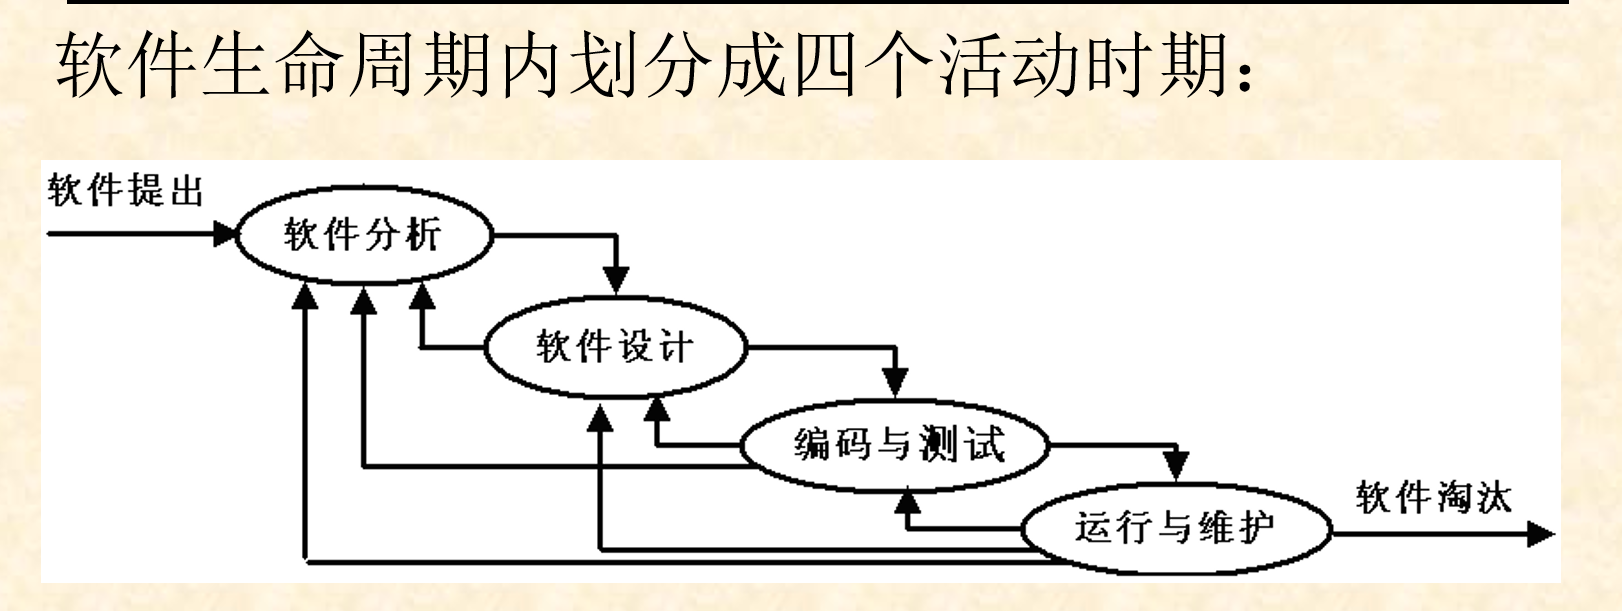 软件生命周期内划分成四个活动时期：
软件提出
软件分析
软件设计
编码与测试
运行与维护
软件淘汰